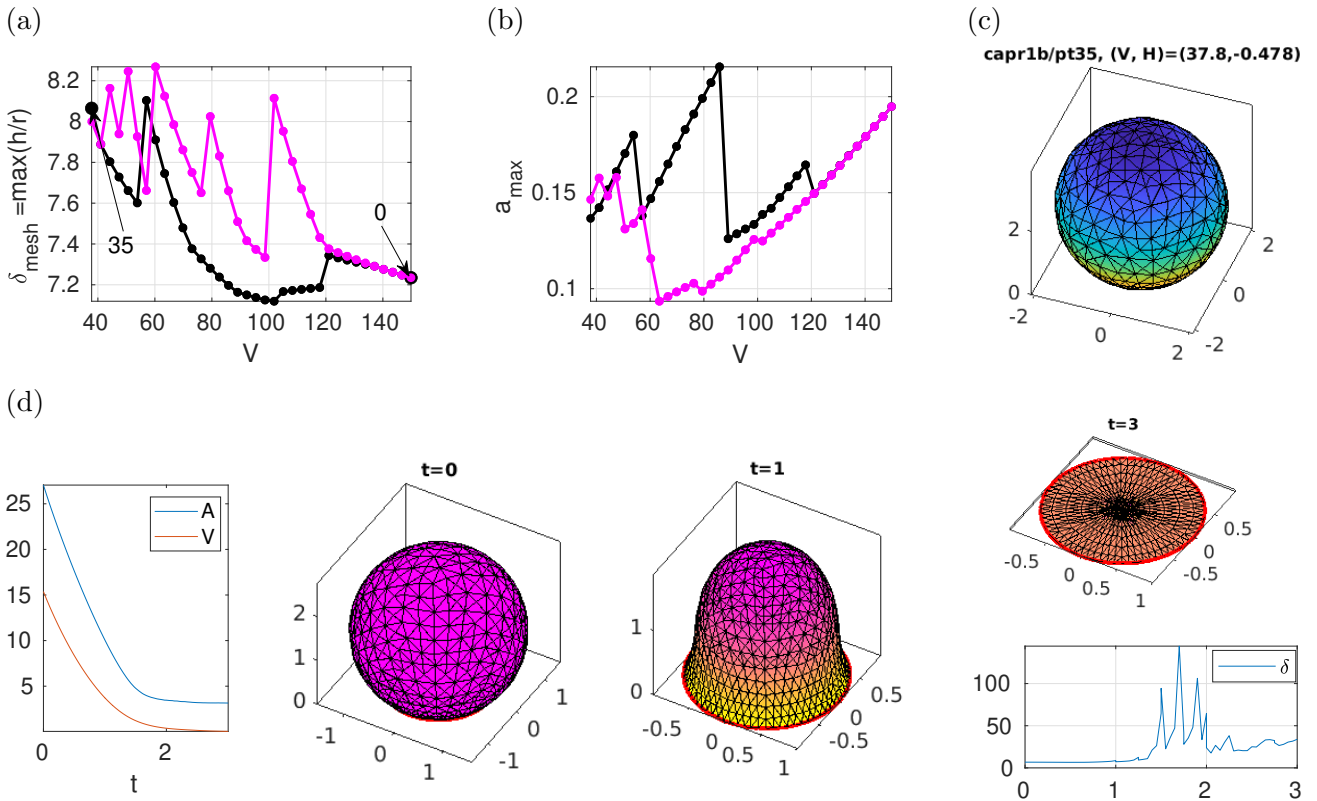 (a)
8.2
8
7.8
7.6
7.4
7.2
δmesh =max(h/r)
40 60 80 100 120 140
V
35
0
(b)
0.2
0.15
0.1
amax
40 60 80 100 120 140
V
(c)
capr1b/pt35, (V, H)=(37.8,-0.478)
2
0
-2
0
2
-2
0
2
(d)
25
20
15
10
5
0
2
t
A
V
t=0
2
1
0
-1
0
1
-1
0
1
t=1
1
0
-0.5
0
0.5
1
-0.5
0
0.5
t=3
-0.5
0
0.5
1
-0.5
0
0.5
100
50
0
0 1 2 3
δ